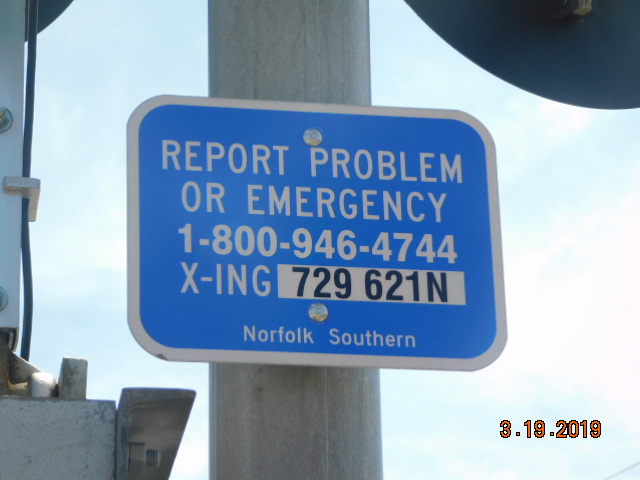 REPORT PROBLEM
OR EMERGENCY
1-800-946-4744
X-ING 729 621N
Norfolk Southern
3.19.2019